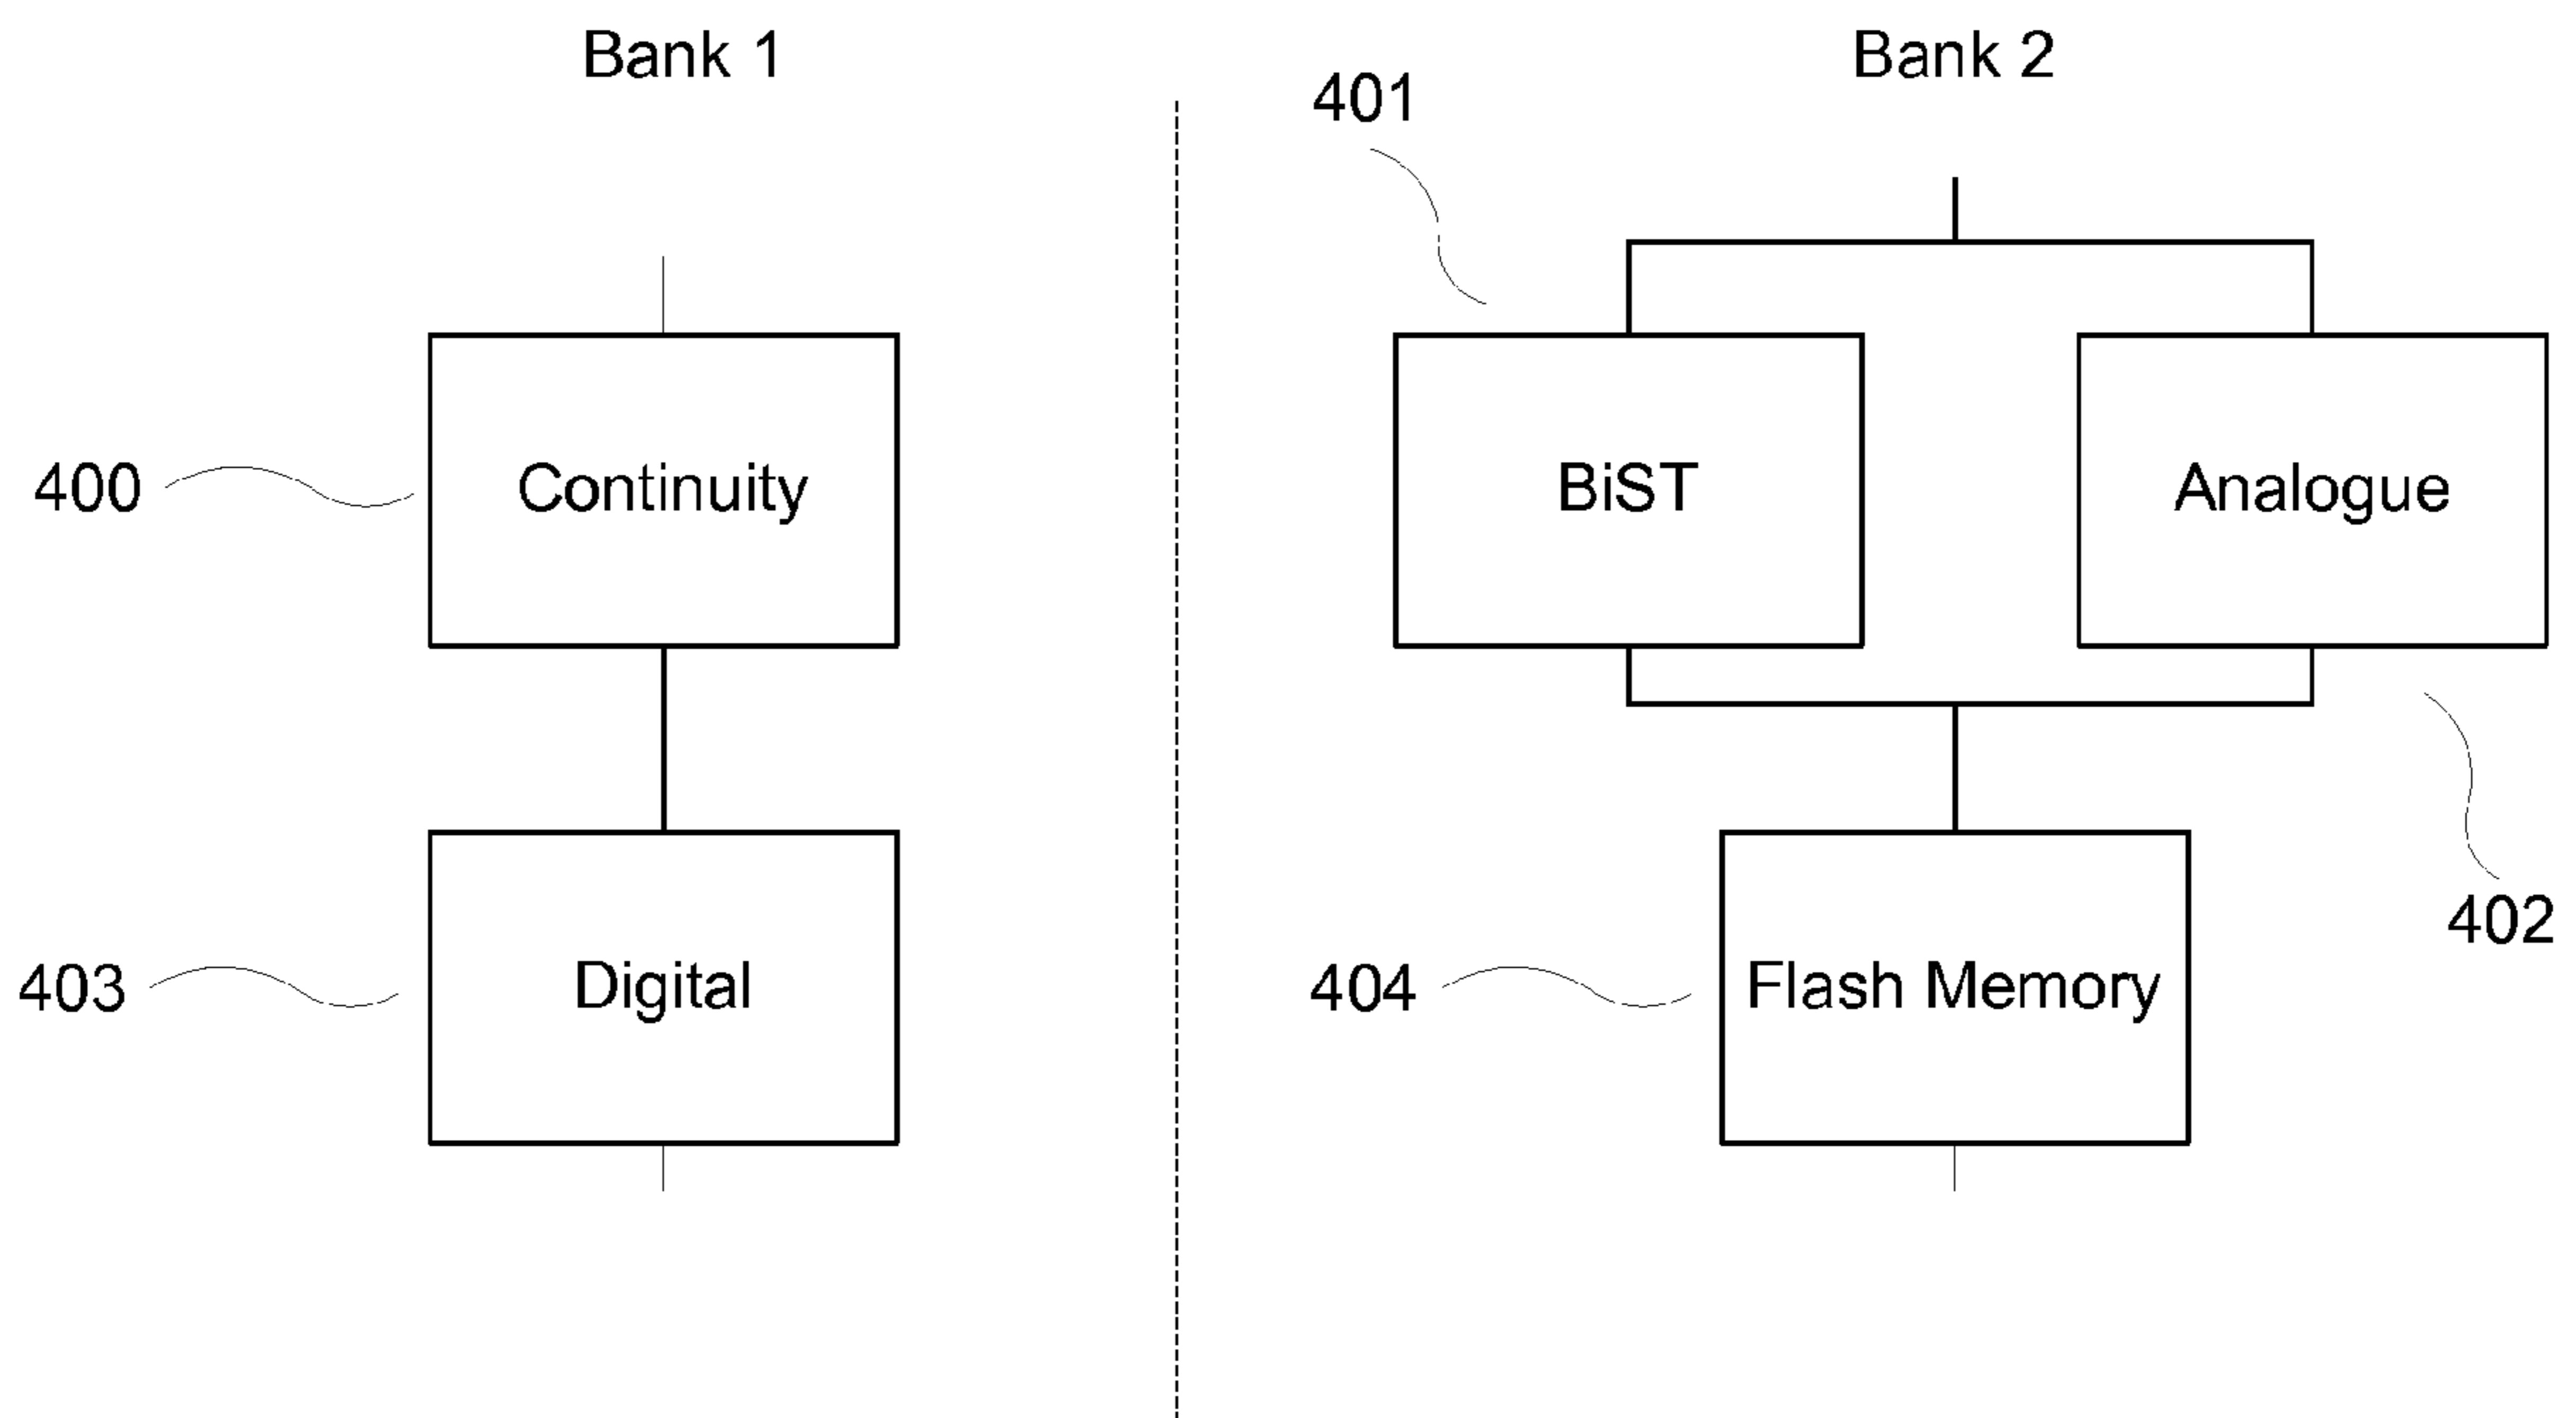 Bank 1
Bank 2
401
400
Continuity
BiST
Analogue
402
403
Digital
404
Flash Memory